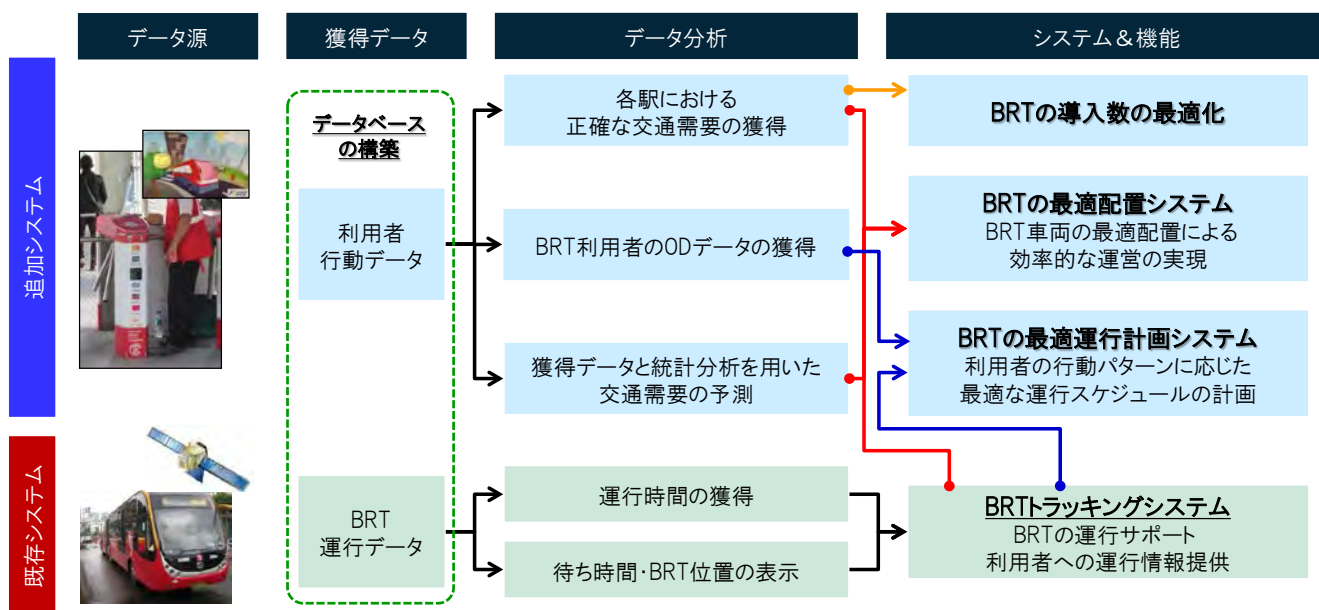 データ源
獲得データ
データ分析
システム＆機能
追加システム
データベース
の構築
利用者
行動データ
各駅における
正確な交通需要の獲得
BRT利用者のODデータの獲得
獲得データと統計分析を用いた
交通需要の予測
BRTの導入数の最適化
BRTの最適配置システム
BRT車両の最適配置による
効率的な運営の実現
BRTの最適運行計画システム
利用者の行動パターンに応じた
最適な運行スケジュールの計画
既存システム
BRT
運行データ
運行時間の獲得
待ち時間・BRT位置の表示
BRTトラッキングシステム
BRTの運行サポート
利用者への運行情報提供